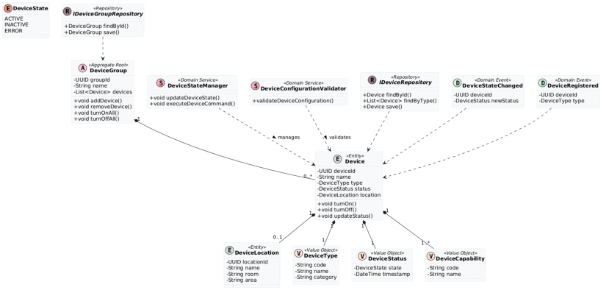 E DeviceState
ACTIVE
INACTIVE
ERROR
R «Repository»
IDeviceGroupRepository
+DeviceGroup findById()
+DeviceGroup save()
A «Aggregate Root»
DeviceGroup
-UUID groupId
-String name
-List<Device> devices
+void addDevice()
+void removeDevice()
+void turnOnAll()
+void turnOffAll()
S «Domain Service»
DeviceStateManager
+void updateDeviceState()
+void executeDeviceCommand()
S «Domain Service»
DeviceConfigurationValidator
+validateDeviceConfiguration()
R «Repository»
IDeviceRepository
+Device findById()
+List<Device> findByType()
+Device save()
D «Domain Event»
DeviceStateChanged
-UUID deviceId
-DeviceStatus newStatus
D «Domain Event»
DeviceRegistered
-UUID deviceId
-DeviceType type
1
manages
validates
0..*
E «Entity»
Device
-UUID deviceId
-String name
-DeviceType type
-DeviceStatus status
-DeviceLocation location
+void turnOn()
+void turnOff()
+void updateStatus()
1
1
1
1
0..1
1
1
1..*
E «Entity»
DeviceLocation
-UUID locationId
-String name
-String room
-String area
V «Value Object»
DeviceType
-String code
-String name
-String category
V «Value Object»
DeviceStatus
-DeviceState state
-DateTime timestamp
V «Value Object»
DeviceCapability
-String code
-String name